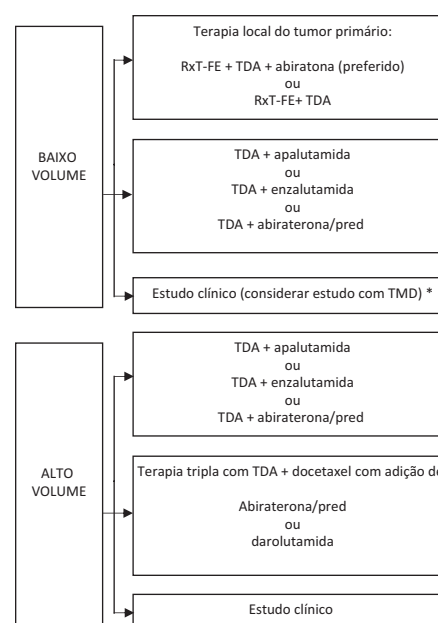 Terapia local do tumor primário:
RxT-FE + TDA + abiratona (preferido)
ou
RxT-FE+ TDA
BAIXO
VOLUME
TDA + apalutamida
ou
TDA + enzalutamida
ou
TDA + abiraterona/pred
Estudo clínico (considerar estudo com TMD) *
TDA + apalutamida
ou
TDA + enzalutamida
ou
TDA + abiraterona/pred
ALTO
VOLUME
Terapia tripla com TDA + docetaxel com adição de
Abiraterona/pred
ou
darolutamida
Estudo clínico